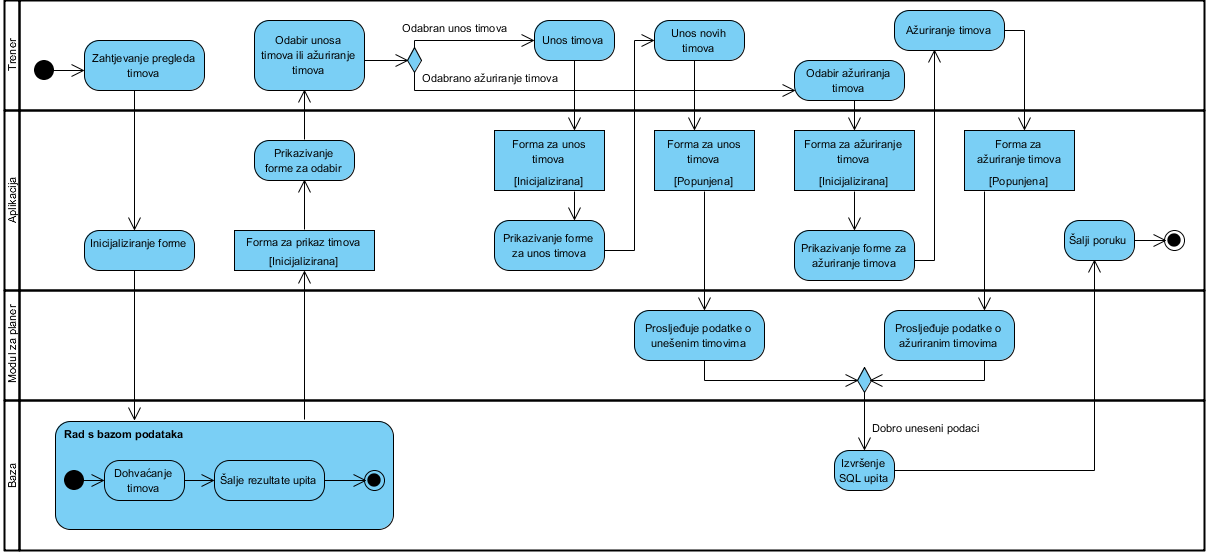 Trener
Zahtjevanje pregleda
timova
Odabir unosa
timova ili ažuriranje
timova
Odabran unos timova
Odabrano ažuriranje timova
Unos timova
Unos novih
timova
Odabir ažuriranja
timova
Ažuriranje timova
Aplikacija
Inicijaliziranje forme
Prikazivanje
forme za odabir
Forma za prikaz timova
[Inicijalizirana]
Forma za unos
timova
[Inicijalizirana]
Prikazivanje forme
za unos timova
Forma za unos
timova
[Popunjena]
Forma za ažuriranje
timova
[Inicijalizirana]
Prikazivanje forme za
ažuriranje timova
Forma za
ažuriranje timova
[Popunjena]
Šalji poruku
Modul za planer
Prosljeđuje podatke o
unešenim timovima
Prosljeđuje podatke o
ažuriranim timovima
Baza
Rad s bazom podataka
Dohvaćanje
timova
Šalje rezultate upita
Dobro uneseni podaci
Izvršenje
SQL upita